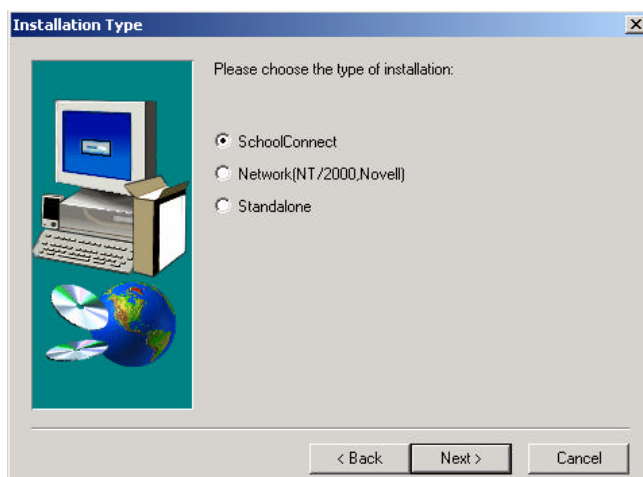 Installation Type
Please choose the type of installation:
SchoolConnect
Network(NT/2000,Novell)
Standalone
< Back
Next >
Cancel